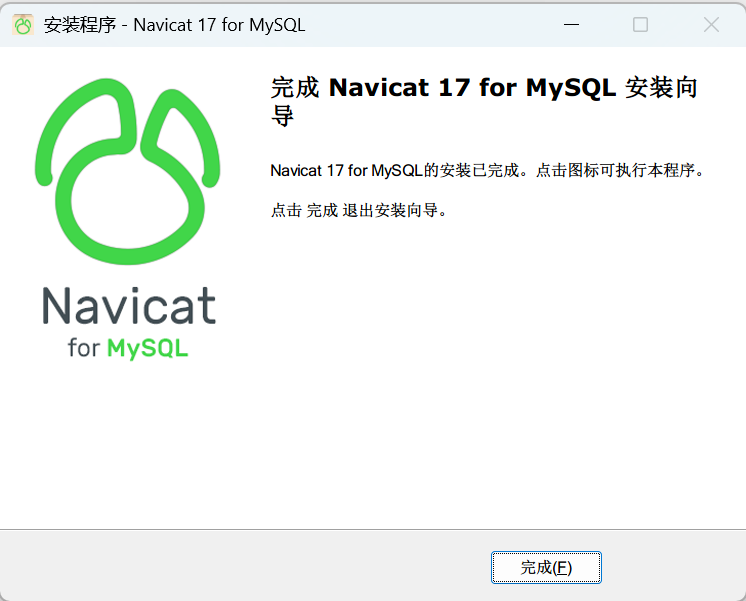 安装程序 - Navicat 17 for MySQL
完成 Navicat 17 for MySQL 安装向
导
Navicat 17 for MySQL的安装已完成。点击图标可执行本程序。
点击 完成 退出安装向导。
Navicat
for MySQL
完成(F)